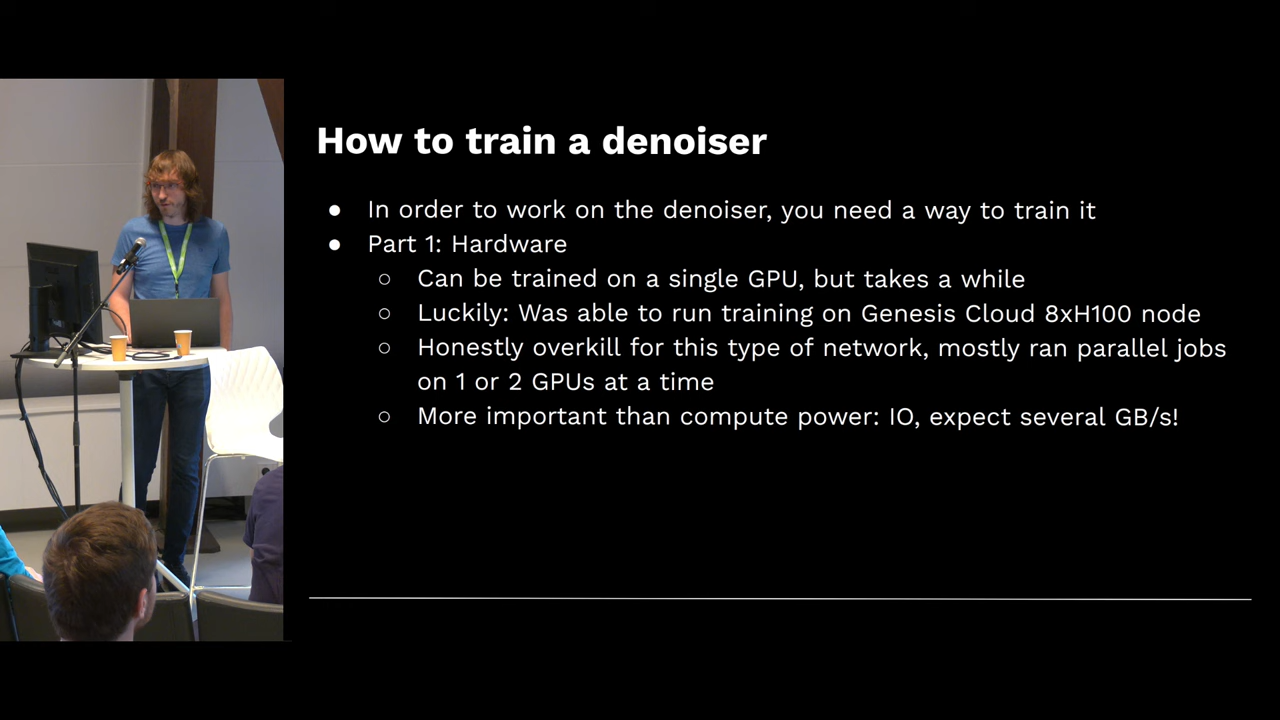 How to train a denoiser
● In order to work on the denoiser, you need a way to train it
● Part 1: Hardware
○ Can be trained on a single GPU, but takes a while
○ Luckily: Was able to run training on Genesis Cloud 8xH100 node
○ Honestly overkill for this type of network, mostly ran parallel jobs
on 1 or 2 GPUs at a time
○ More important than compute power: IO, expect several GB/s!